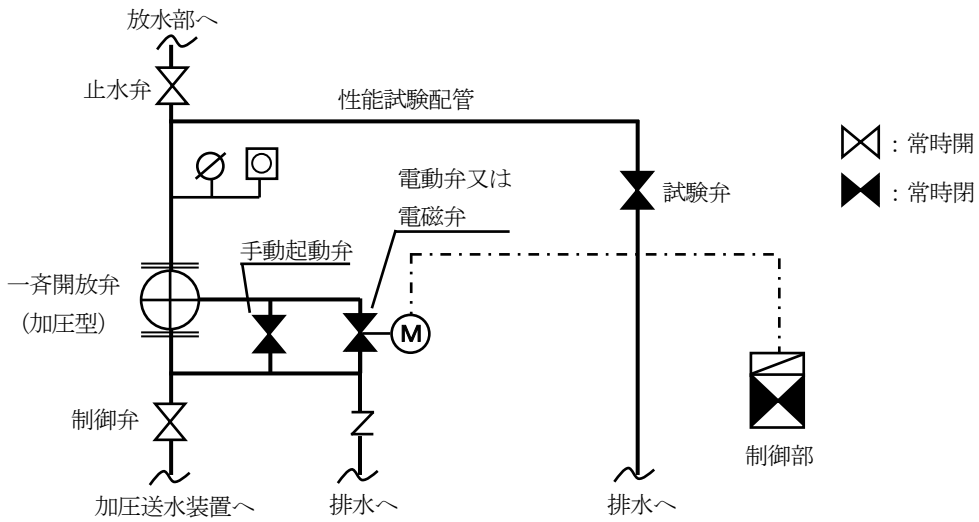 放水部へ
止水弁
性能試験配管
:常時開
電動弁又は
電磁弁
試験弁
:常時閉
手動起動弁
一斉開放弁
(加圧型)
M
制御弁
制御部
加圧送水装置へ
排水へ
排水へ